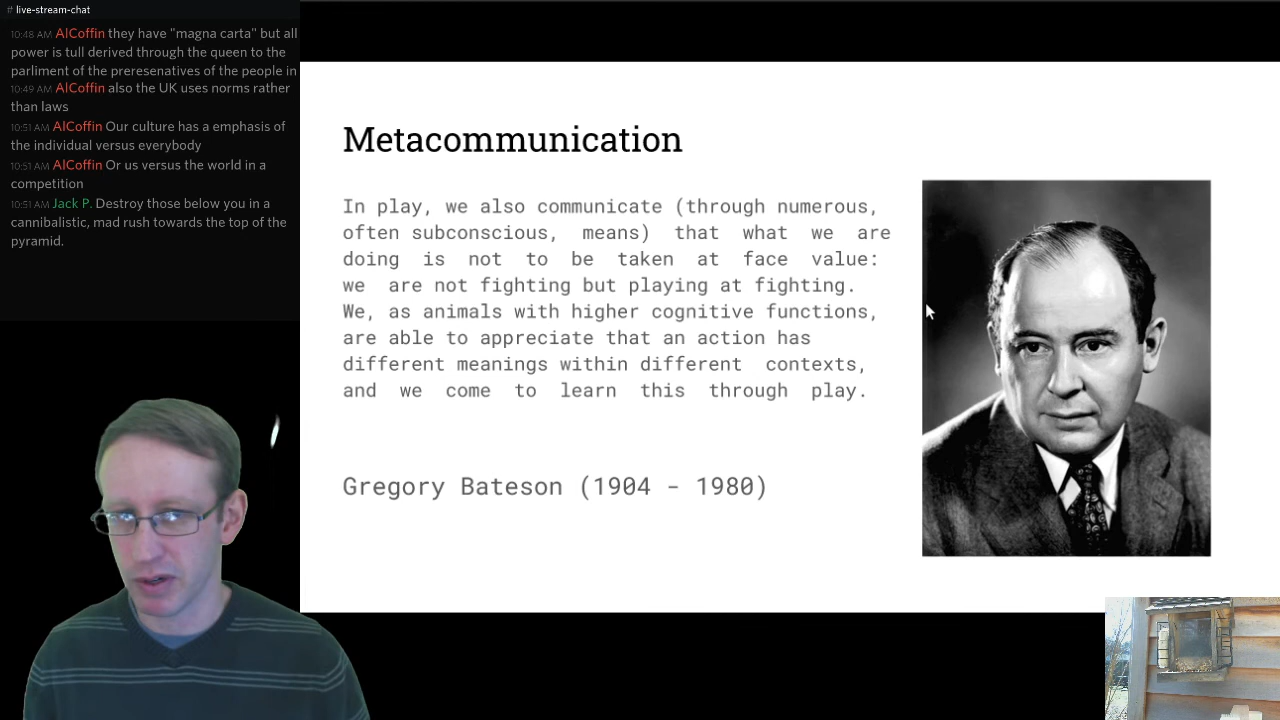 # live-stream-chat
10:48 AM AlCoffin they have "magna carta" but all
power is tull derived through the queen to the
parliment of the preresenatives of the people in
10:49 AM AlCoffin also the UK uses norms rather
than laws
10:51 AM AlCoffin Our culture has a emphasis of
the individual versus everybody
10:51 AM AlCoffin Or us versus the world in a
competition
10:51 AM Jack P. Destroy those below you in a
cannibalistic, mad rush towards the top of the
pyramid.
Metacommunication
In play, we also communicate (through numerous,
often subconscious, means) that what we are
doing is not to be taken at face value:
we are not fighting but playing at fighting.
We, as animals with higher cognitive functions,
are able to appreciate that an action has
different meanings within different contexts,
and we come to learn this through play.
Gregory Bateson (1904 - 1980)